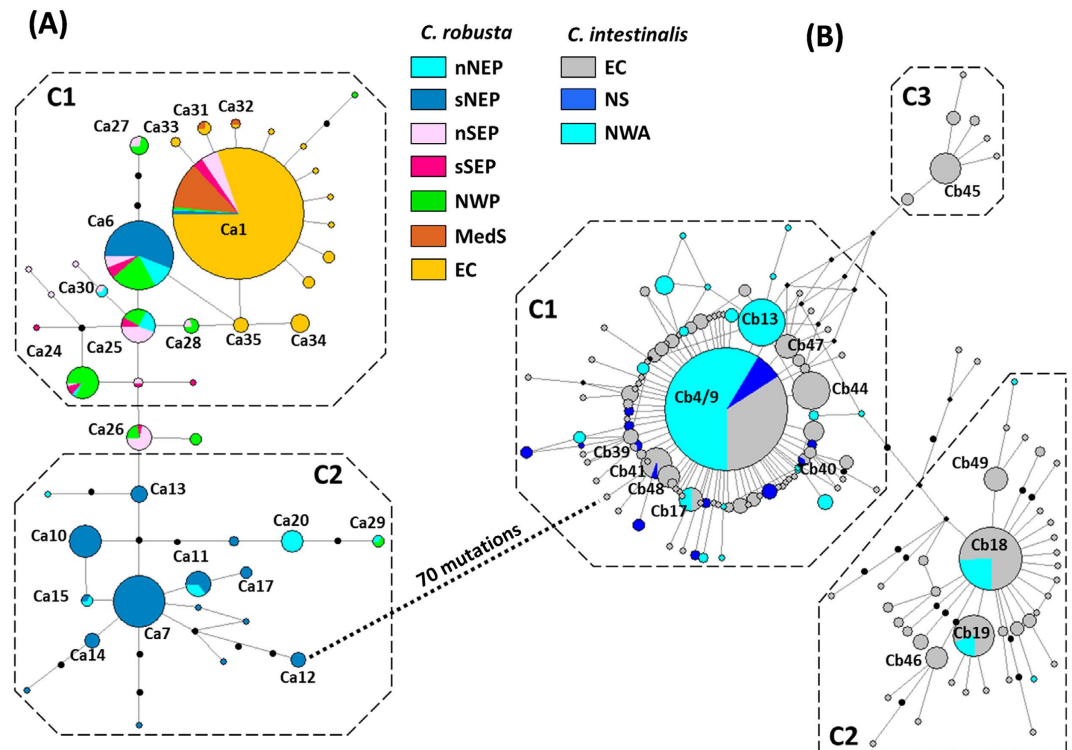 (A)
C. robusta
nNEP
sNEP
nSEP
sSEP
NWP
MedS
EC
C. intestinalis
EC
NS
NWA
(B)
C1
Ca27
Ca33
Ca31
Ca32
Ca6
Ca1
Ca30
Ca24
Ca25
Ca28
Ca35
Ca34
Ca26
C2
Ca13
Ca10
Ca11
Ca20
Ca29
Ca15
Ca17
Ca7
Ca14
Ca12
70 mutations
C3
Cb45
C1
Cb13
Cb47
Cb4/9
Cb44
Cb39
Cb41
Cb48
Cb17
Cb40
Cb49
Cb18
Cb19
Cb46
C2